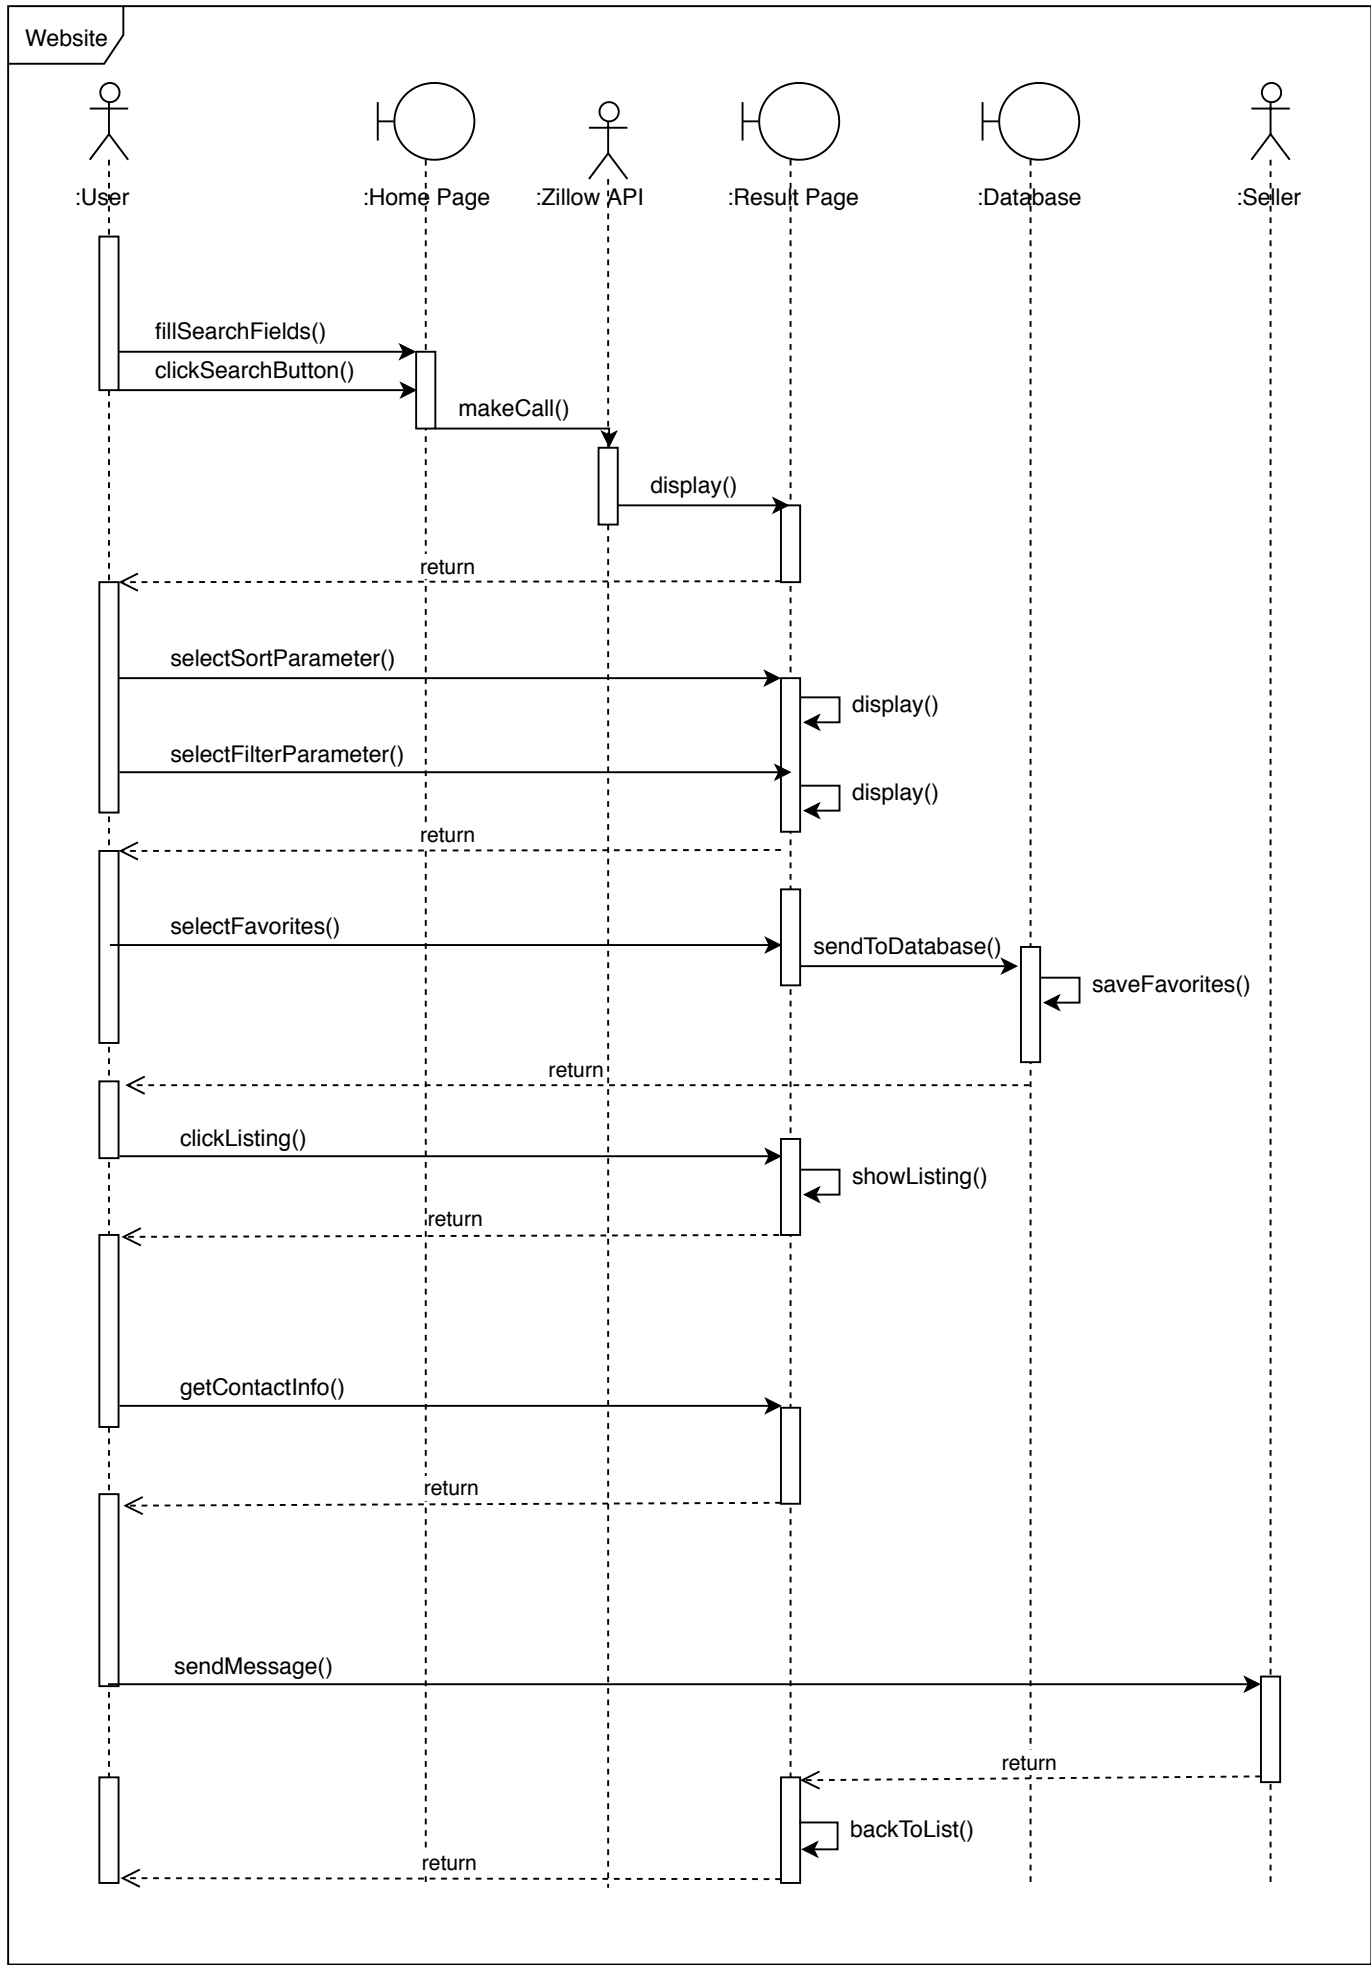 Website
:User
:Home Page
:Zillow API
:Result Page
:Database
:Seller
fillSearchFields()
clickSearchButton()
makeCall()
display()
return
selectSortParameter()
display()
selectFilterParameter()
display()
return
selectFavorites()
sendToDatabase()
saveFavorites()
return
clickListing()
showListing()
return
getContactInfo()
return
sendMessage()
return
backToList()
return